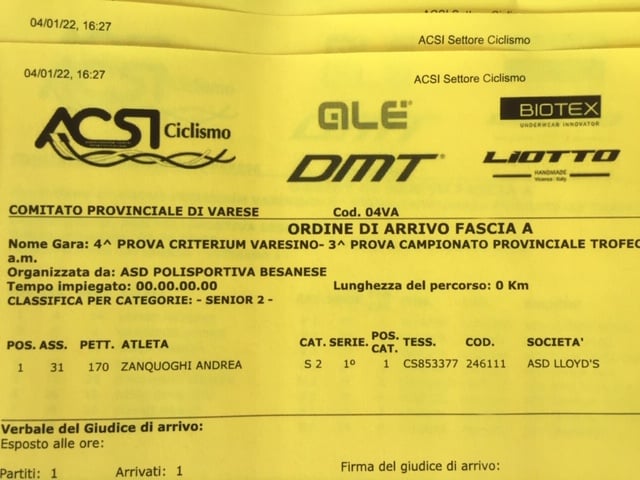 ACSI Settore Ciclismo
04/01/22, 16:27
ACSI Settore Ciclismo
04/01/22, 16:27
ACSI Settore Ciclismo
ACSI Ciclismo
ALÉ
BIOTEX
UNDERWEAR INNOVATOR
DMT
LIOTTO
HANDMADE
Vicenza - Italy
COMITATO PROVINCIALE DI VARESE Cod. 04VA
ORDINE DI ARRIVO FASCIA A
Nome Gara: 4^ PROVA CRITERIUM VARESINO- 3^ PROVA CAMPIONATO PROVINCIALE TROFEO
a.m.
Organizzata da: ASD POLISPORTIVA BESANESE
Tempo impiegato: 00.00.00.00 Lunghezza del percorso: 0 Km
CLASSIFICA PER CATEGORIE: - SENIOR 2 -
POS. ASS. PETT. ATLETA CAT. SERIE. POS. CAT. TESS. COD. SOCIETA'
1 31 170 ZANQUOGHI ANDREA S 2 1º 1 CS853377 246111 ASD LLOYD'S
Verbale del Giudice di arrivo:
Esposto alle ore:
Partiti: 1 Arrivati: 1 Firma del giudice di arrivo: